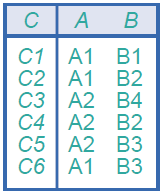 C A B
C1 A1 B1
C2 A1 B2
C3 A2 B4
C4 A2 B2
C5 A2 B3
C6 A1 B3